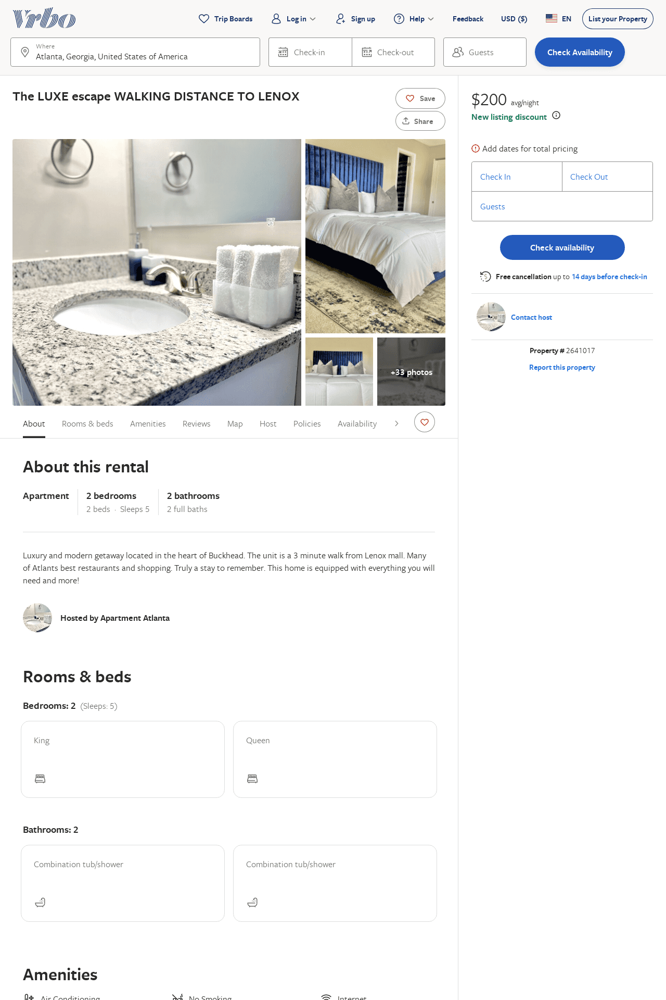 Vrbo
Trip Boards
Log in
Sign up
Help
Feedback
USD ($)
EN
List your Property
Where
Atlanta, Georgia, United States of America
Check-in
Check-out
Guests
Check Availability
The LUXE escape WALKING DISTANCE TO LENOX
Save
Share
+33 photos
$200 avg/night
New listing discount
Add dates for total pricing
Check In
Check Out
Guests
Check availability
Free cancellation up to 14 days before check-in
Contact host
Property # 2641017
Report this property
About
Rooms & beds
Amenities
Reviews
Map
Host
Policies
Availability
About this rental
Apartment
2 bedrooms
2 beds · Sleeps 5
2 bathrooms
2 full baths
Luxury and modern getaway located in the heart of Buckhead. The unit is a 3 minute walk from Lenox mall. Many
of Atlants best restaurants and shopping. Truly a stay to remember. This home is equipped with everything you will
need and more!
Hosted by Apartment Atlanta
Rooms & beds
Bedrooms: 2 (Sleeps: 5)
King
Queen
Bathrooms: 2
Combination tub/shower
Combination tub/shower
Amenities
Air Conditioning
No Smoking
Internet